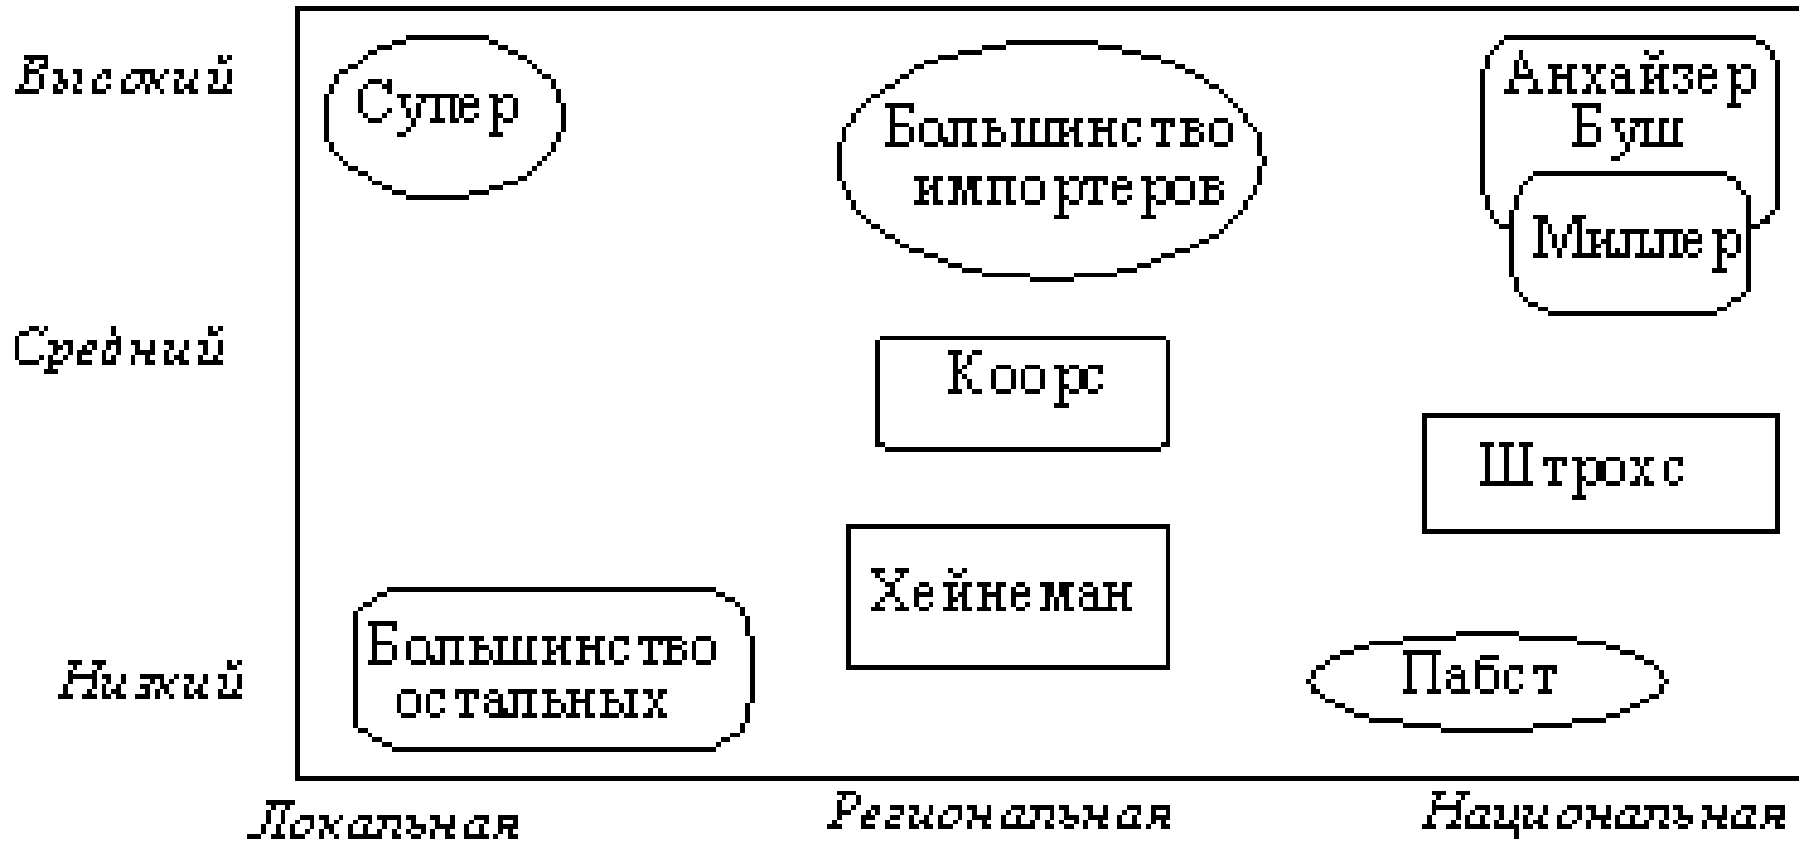 Высокий
Супер
Большинство
импортеров
Анхайзер
Буш
Миллер
Средний
Коорс
Штрохс
Хейнеман
Низкий
Большинство
остальных
Пабст
Локальная
Региональная
Национальная